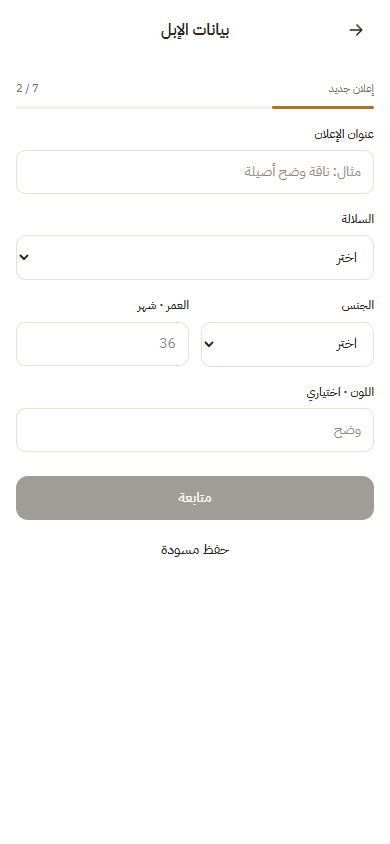 بيانات الإبل
إعلان جديد
2 / 7
عنوان الإعلان
مثال: ناقة وضح أصيلة
السلالة
اختر
الجنس
العمر · شهر
اختر
36
اللون · اختياري
وضح
متابعة
حفظ مسودة